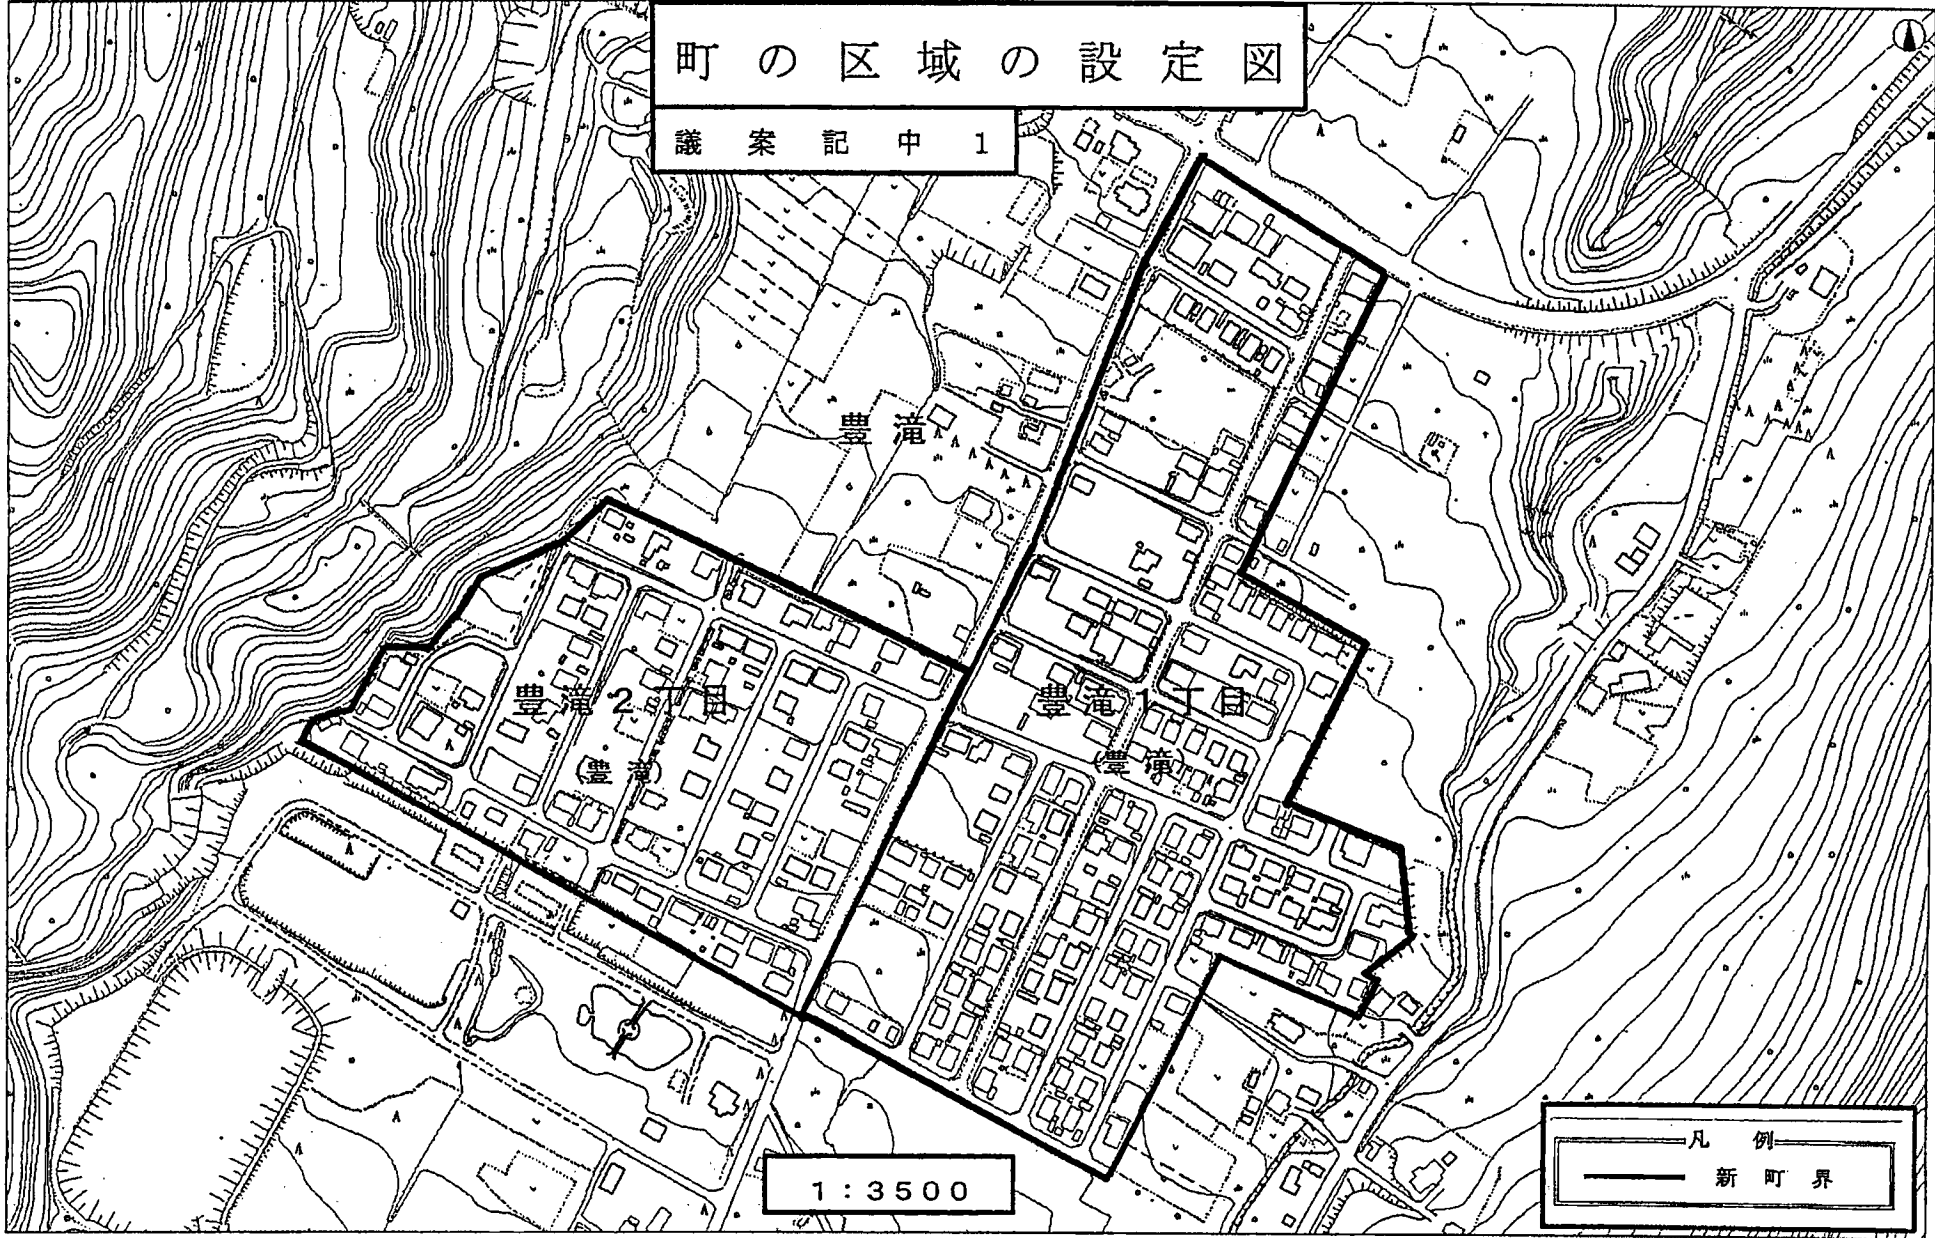 町の区域の設定図
議案記中 1
豊滝
豊滝2丁目
(豊滝)
豊滝1丁目
(豊滝)
1:3500
凡例
新町界